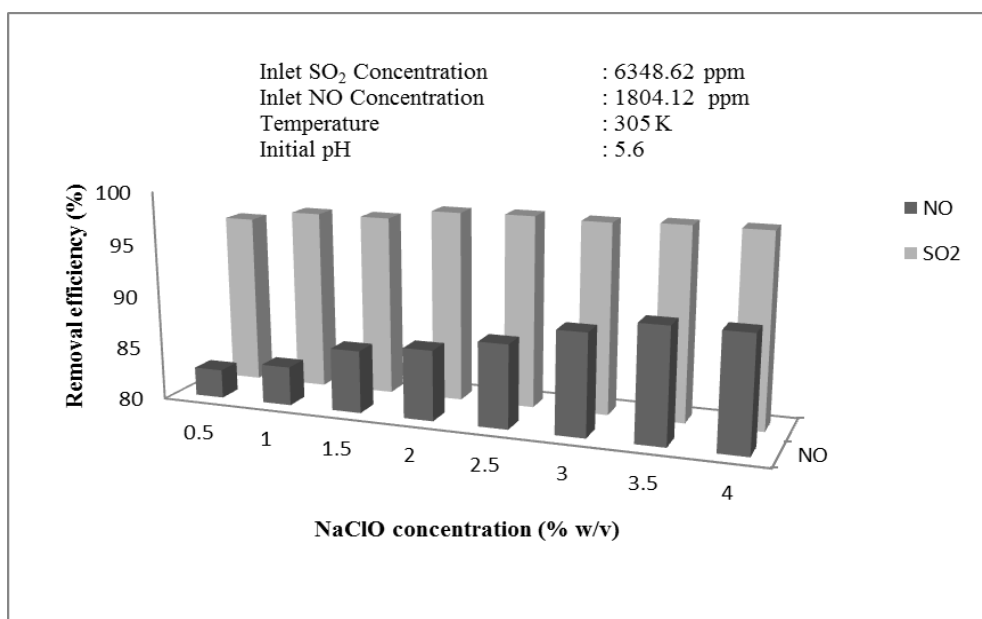 Inlet SO₂ Concentration : 6348.62 ppm
Inlet NO Concentration : 1804.12 ppm
Temperature : 305 K
Initial pH : 5.6
Removal efficiency (%)
100
95
90
85
80
0.5 1 1.5 2 2.5 3 3.5 4
NO
NaClO concentration (% w/v)
NO
SO2